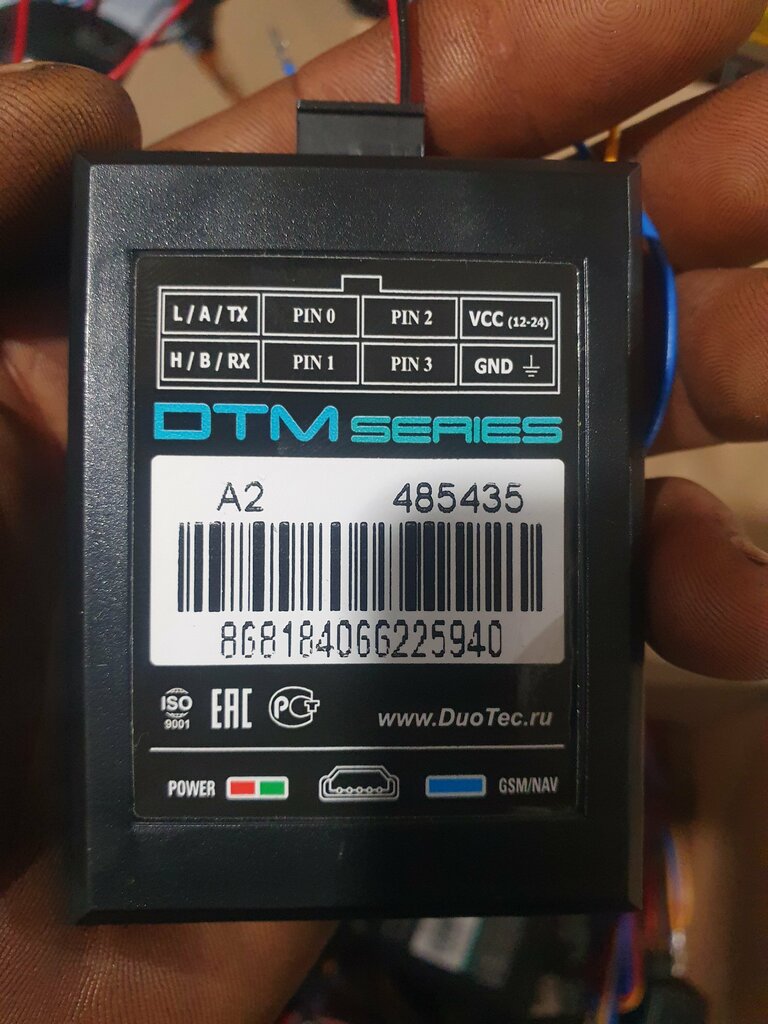 L / A / TX PIN 0 PIN 2 VCC (12-24)
H / B / RX PIN 1 PIN 3 GND
DTM SERIES
A2 485435
868184066225940
ISO 9001 EAC РСТ www.DuoTec.ru
POWER GSM/NAV